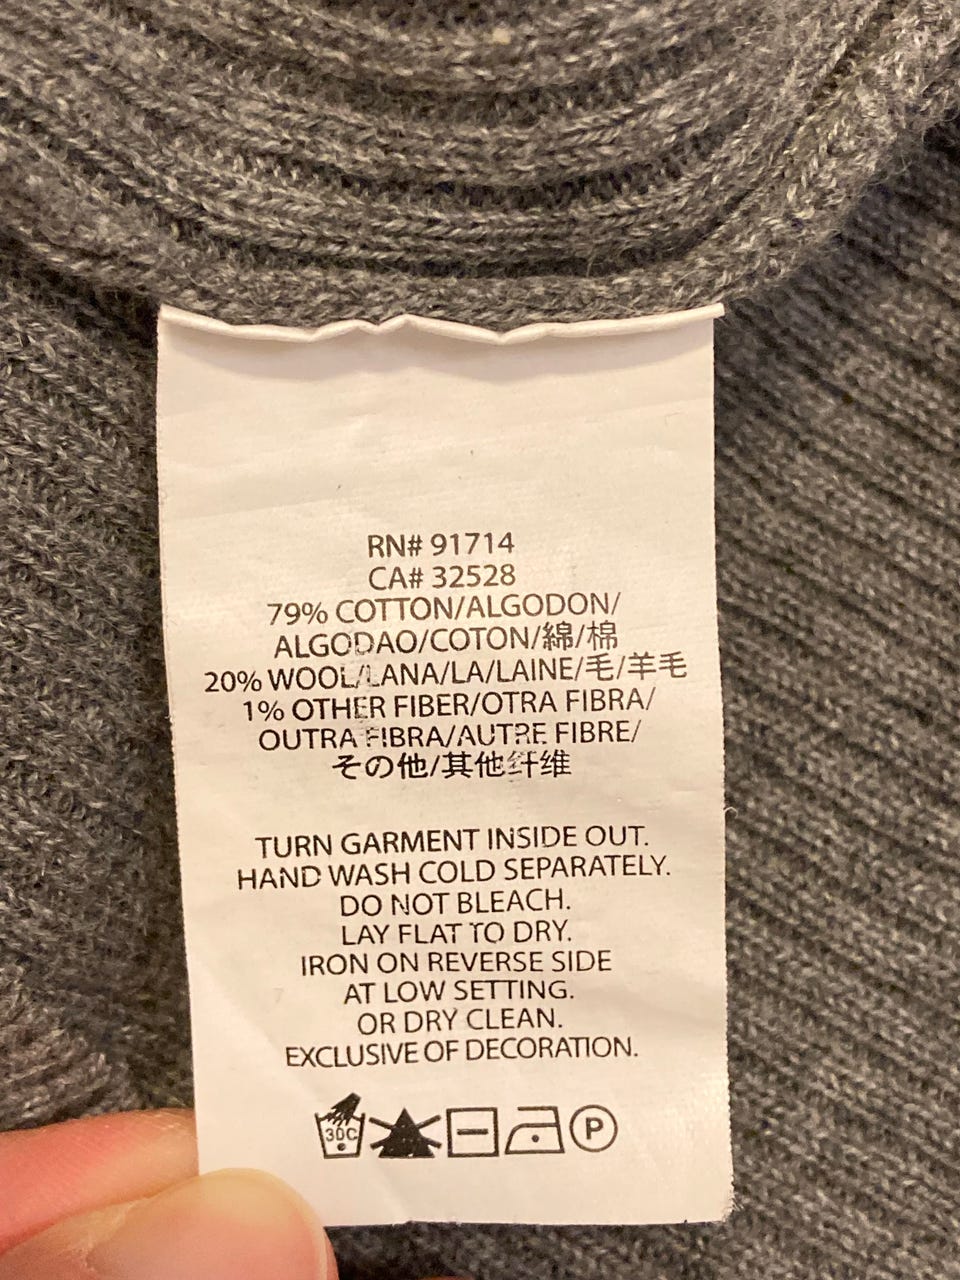 RN# 91714
CA# 32528
79% COTTON/ALGODON/
ALGODAO/COTON/綿/棉
20% WOOL/LANA/LA/LAINE/毛/羊毛
1% OTHER FIBER/OTRA FIBRA/
OUTRA FIBRA/AUTRE FIBRE/
その他/其他纤维
TURN GARMENT INSIDE OUT.
HAND WASH COLD SEPARATELY.
DO NOT BLEACH.
LAY FLAT TO DRY.
IRON ON REVERSE SIDE
AT LOW SETTING.
OR DRY CLEAN.
EXCLUSIVE OF DECORATION.
30C P